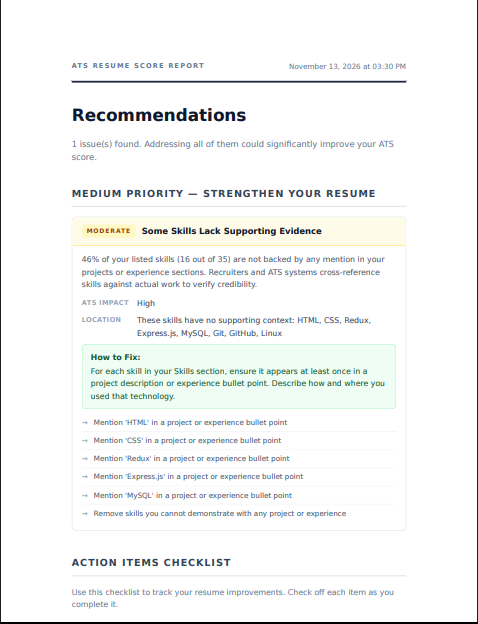 ATS RESUME SCORE REPORT
November 13, 2026 at 03:30 PM
Recommendations
1 issue(s) found. Addressing all of them could significantly improve your ATS
score.
MEDIUM PRIORITY — STRENGTHEN YOUR RESUME
MODERATE Some Skills Lack Supporting Evidence
46% of your listed skills (16 out of 35) are not backed by any mention in your
projects or experience sections. Recruiters and ATS systems cross-reference
skills against actual work to verify credibility.
ATS IMPACT High
LOCATION These skills have no supporting context: HTML, CSS, Redux,
Express.js, MySQL, Git, GitHub, Linux
How to Fix:
For each skill in your Skills section, ensure it appears at least once in a
project description or experience bullet point. Describe how and where you
used that technology.
→ Mention 'HTML' in a project or experience bullet point
→ Mention 'CSS' in a project or experience bullet point
→ Mention 'Redux' in a project or experience bullet point
→ Mention 'Express.js' in a project or experience bullet point
→ Mention 'MySQL' in a project or experience bullet point
→ Remove skills you cannot demonstrate with any project or experience
ACTION ITEMS CHECKLIST
Use this checklist to track your resume improvements. Check off each item as you
complete it.